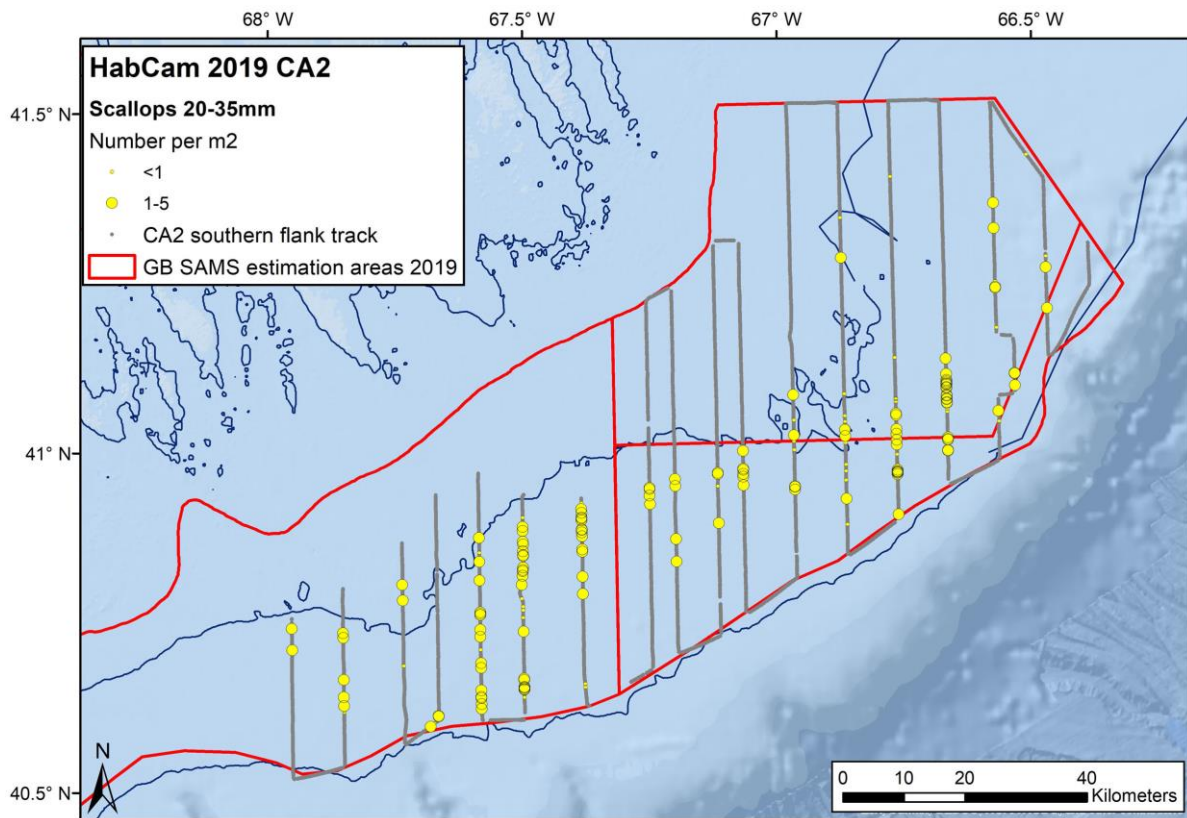 68° W 67.5° W 67° W 66.5° W
HabCam 2019 CA2
Scallops 20-35mm
Number per m2
<1
1-5
CA2 southern flank track
GB SAMS estimation areas 2019
41.5° N
41° N
40.5° N
N
0 10 20 40
Kilometers